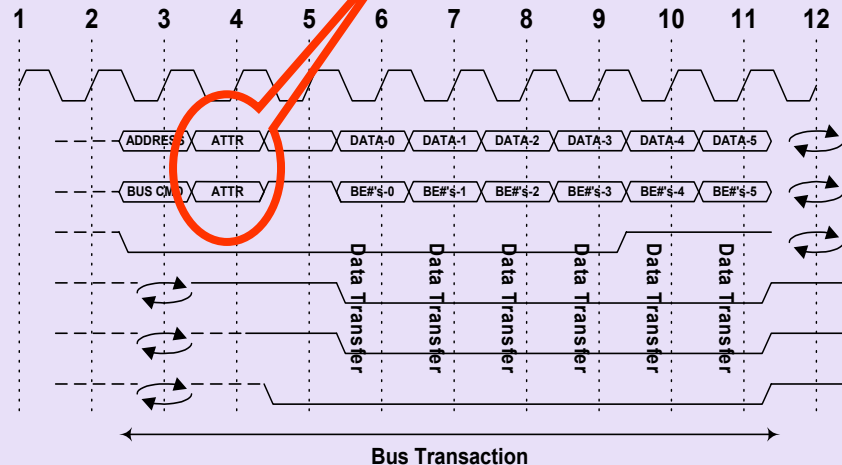 1 2 3 4 5 6 7 8 9 10 11 12
ADDRESS ATTR DATA-0 DATA-1 DATA-2 DATA-3 DATA-4 DATA-5
BUS CMD ATTR BE#'s-0 BE#'s-1 BE#'s-2 BE#'s-3 BE#'s-4 BE#'s-5
Data Transfer
Data Transfer
Data Transfer
Data Transfer
Data Transfer
Data Transfer
Bus Transaction